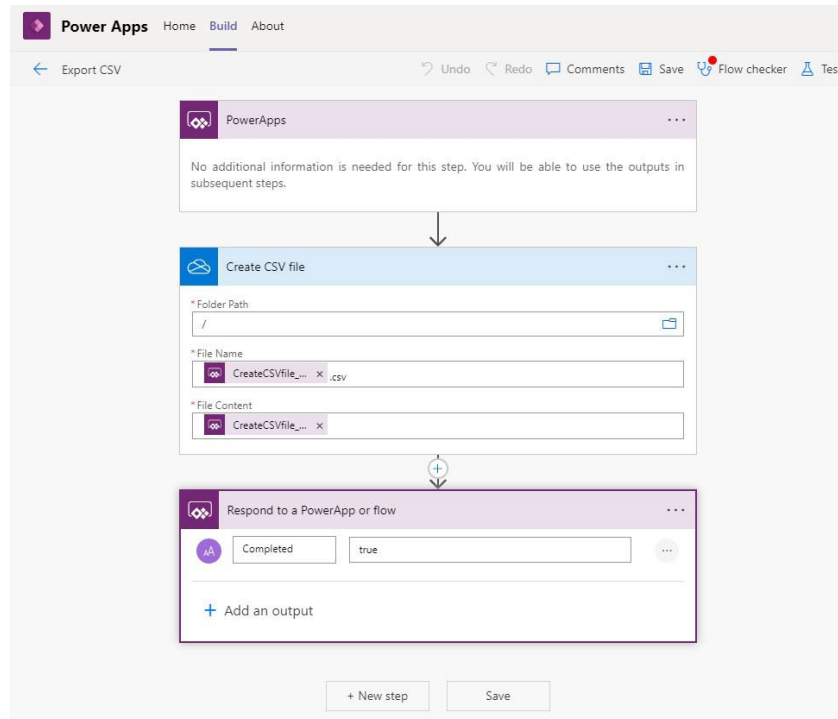 Power Apps Home Build About
Export CSV Undo Redo Comments Save Flow checker Tes
PowerApps ...
No additional information is needed for this step. You will be able to use the outputs in
subsequent steps.
Create CSV file ...
* Folder Path
/
* File Name
CreateCSVfile_... × .csv
* File Content
CreateCSVfile_... ×
+
Respond to a PowerApp or flow ...
AA Completed true ...
+ Add an output
+ New step Save